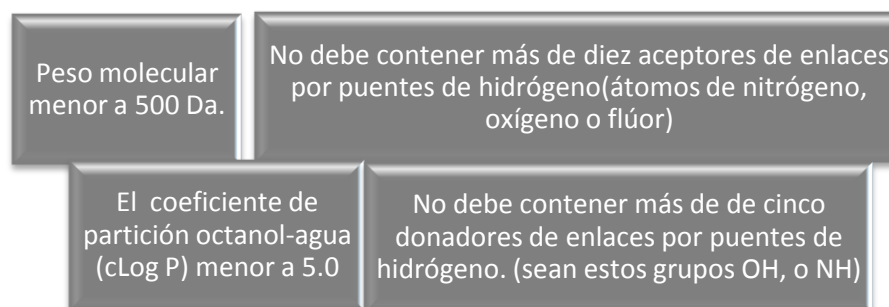 Peso molecular
menor a 500 Da.
No debe contener más de diez aceptores de enlaces
por puentes de hidrógeno(átomos de nitrógeno,
oxígeno o flúor)
El coeficiente de
partición octanol-agua
(cLog P) menor a 5.0
No debe contener más de de cinco
donadores de enlaces por puentes de
hidrógeno. (sean estos grupos OH, o NH)